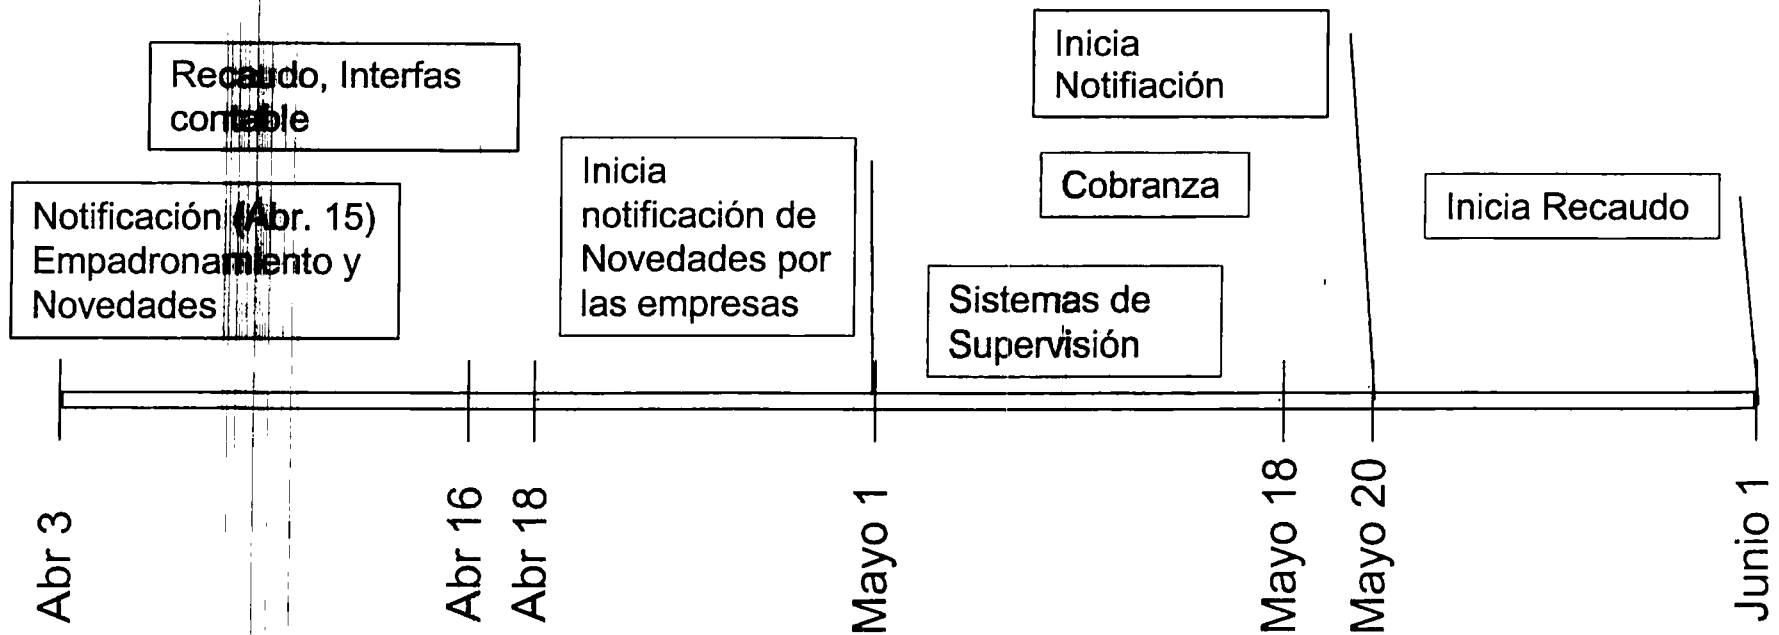 Recaudo, Interfas
contable
Notificación (Abr. 15)
Empadronamiento y
Novedades
Inicia
notificación de
Novedades por
las empresas
Inicia
Notifiación
Cobranza
Sistemas de
Supervisión
Inicia Recaudo
Abr 3
Abr 16
Abr 18
Mayo 1
Mayo 18
Mayo 20
Junio 1